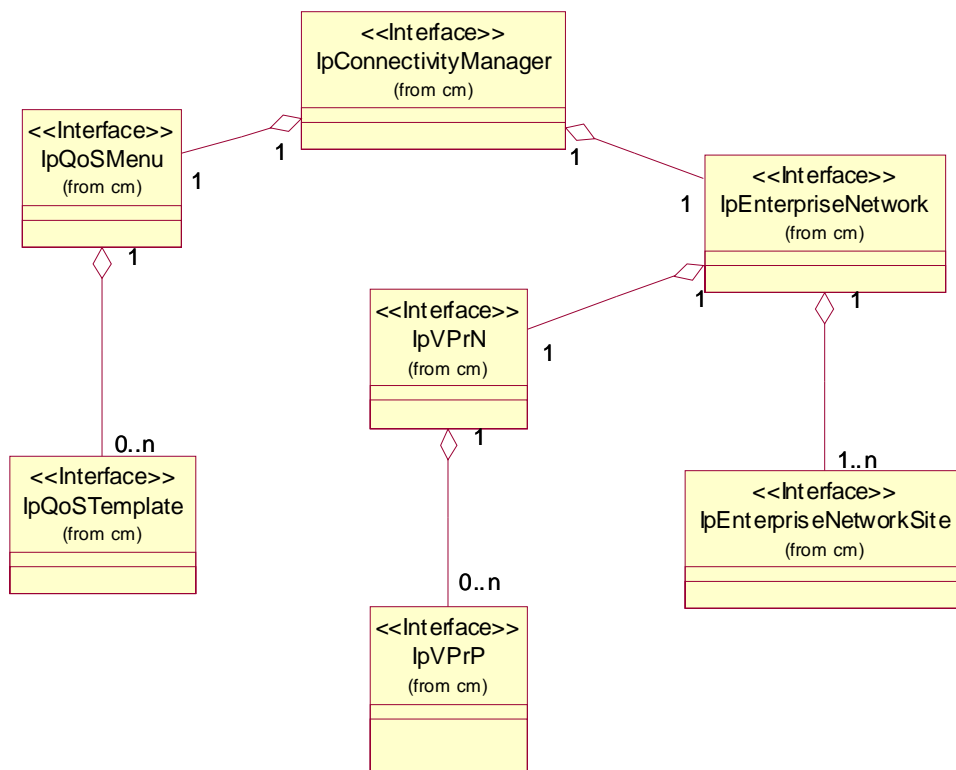 <<Interface>>
IpConnectivityManager
(from cm)
<<Interface>>
IpQoSMenu
(from cm)
1
1
1
1
<<Interface>>
IpEnterpriseNetwork
(from cm)
1
1
1
1
<<Interface>>
IpVPrN
(from cm)
1
0..n
1..n
<<Interface>>
IpQoSTemplate
(from cm)
<<Interface>>
IpEnterpriseNetworkSite
(from cm)
0..n
<<Interface>>
IpVPrP
(from cm)